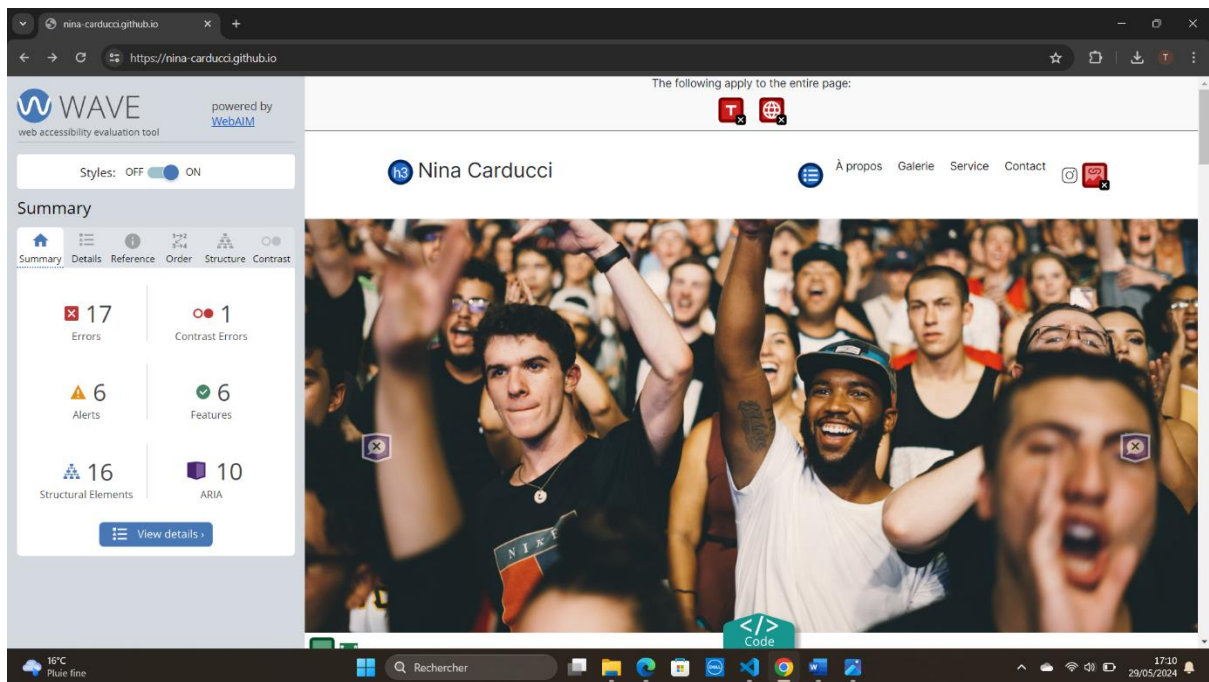 nina-carducci.github.io
https://nina-carducci.github.io
T
WAVE
web accessibility evaluation tool
powered by
WebAIM
Styles: OFF ON
Summary
Summary Details Reference Order Structure Contrast
17
Errors
1
Contrast Errors
6
Alerts
6
Features
16
Structural Elements
10
ARIA
View details ›
The following apply to the entire page:
T
h3 Nina Carducci
À propos Galerie Service Contact
NIKE
</>
Code
16°C
Pluie fine
Rechercher
17:10
29/05/2024